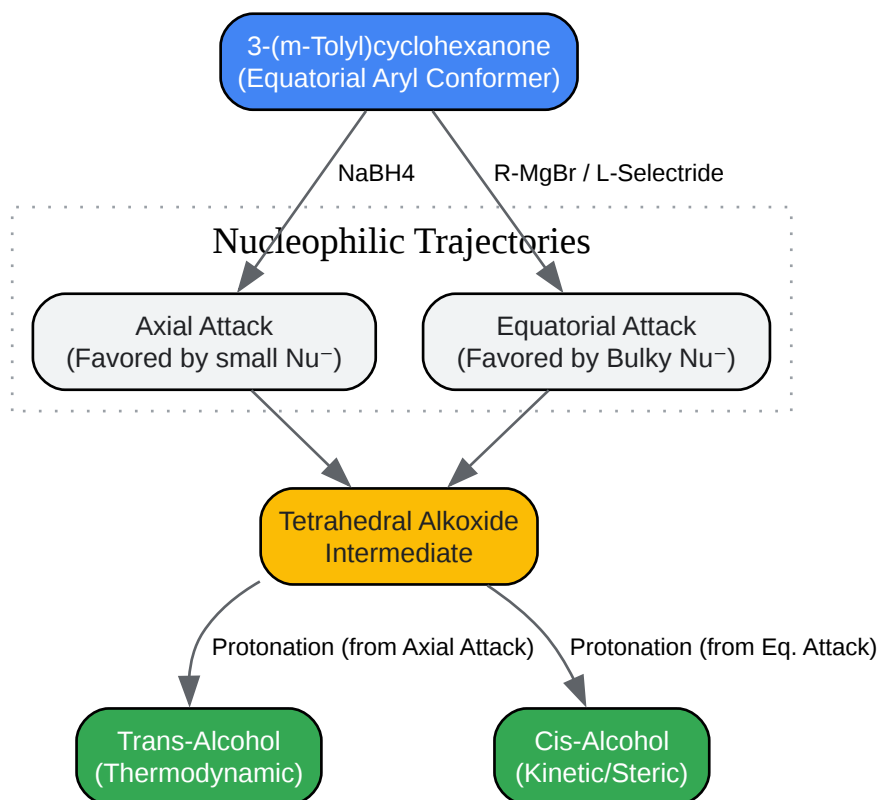 3-(m-Tolyl)cyclohexanone
(Equatorial Aryl Conformer)
NaBH4
R-MgBr / L-Selectride
Nucleophilic Trajectories
Axial Attack
(Favored by small Nu⁻)
Equatorial Attack
(Favored by Bulky Nu⁻)
Tetrahedral Alkoxide
Intermediate
Protonation (from Axial Attack)
Protonation (from Eq. Attack)
Trans-Alcohol
(Thermodynamic)
Cis-Alcohol
(Kinetic/Steric)